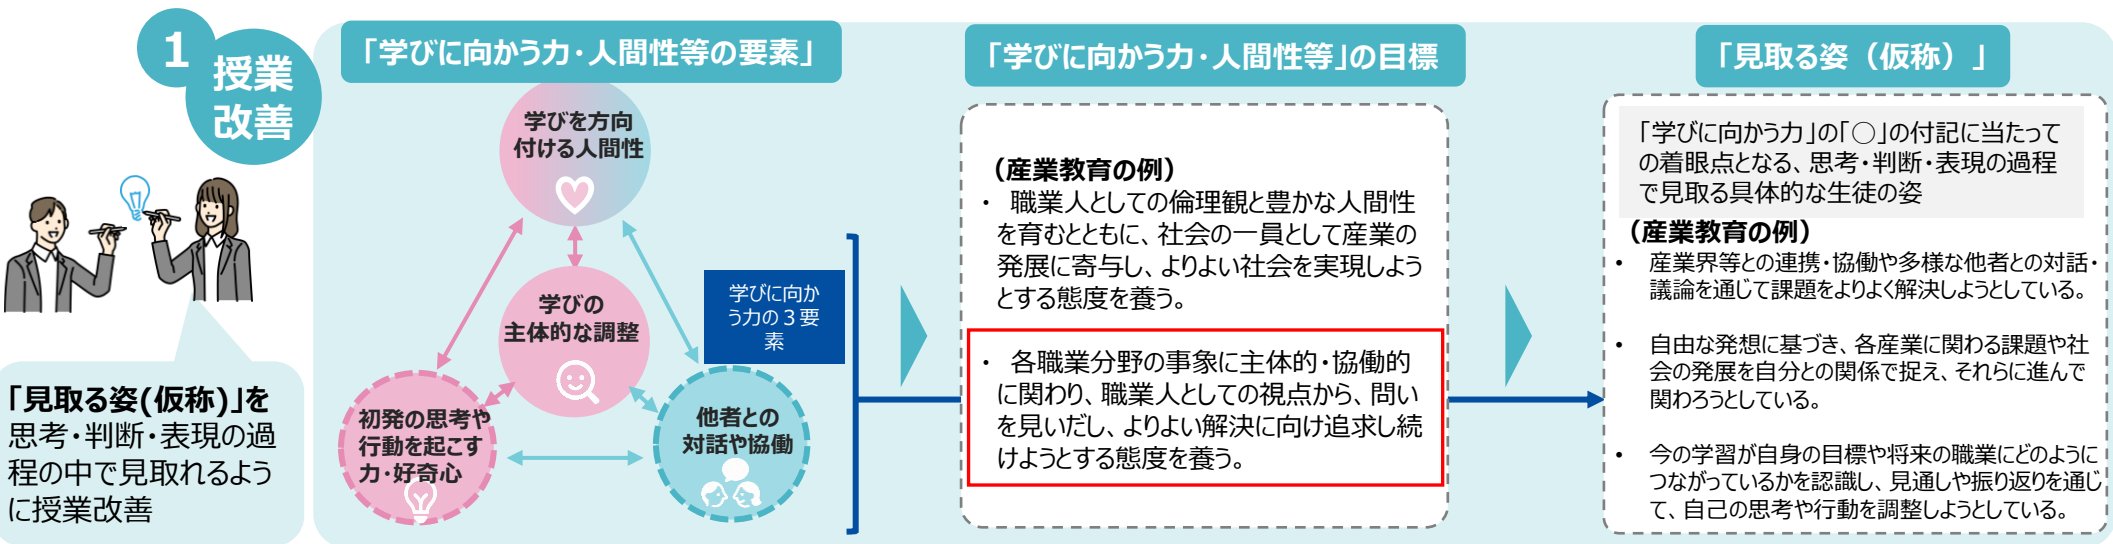 1
授業
改善
「見取る姿(仮称)」を
思考・判断・表現の過
程の中で見取れるよう
に授業改善
「学びに向かう力・人間性等の要素」
学びを方向
付ける人間性
学びの
主体的な調整
初発の思考や
行動を起こす
力・好奇心
他者との
対話や協働
学びに向か
う力の３要
素
「学びに向かう力・人間性等」の目標
（産業教育の例）
・ 職業人としての倫理観と豊かな人間性
を育むとともに、社会の一員として産業の
発展に寄与し、よりよい社会を実現しよう
とする態度を養う。
・ 各職業分野の事象に主体的・協働的
に関わり、職業人としての視点から、問い
を見いだし、よりよい解決に向け追求し続
けようとする態度を養う。
「見取る姿（仮称）」
「学びに向かう力」の「○」の付記に当たって
の着眼点となる、思考・判断・表現の過程
で見取る具体的な生徒の姿
（産業教育の例）
• 産業界等との連携・協働や多様な他者との対話・
議論を通じて課題をよりよく解決しようとしている。
• 自由な発想に基づき、各産業に関わる課題や社
会の発展を自分との関係で捉え、それらに進んで
関わろうとしている。
• 今の学習が自身の目標や将来の職業にどのように
つながっているかを認識し、見通しや振り返りを通じ
て、自己の思考や行動を調整しようとしている。